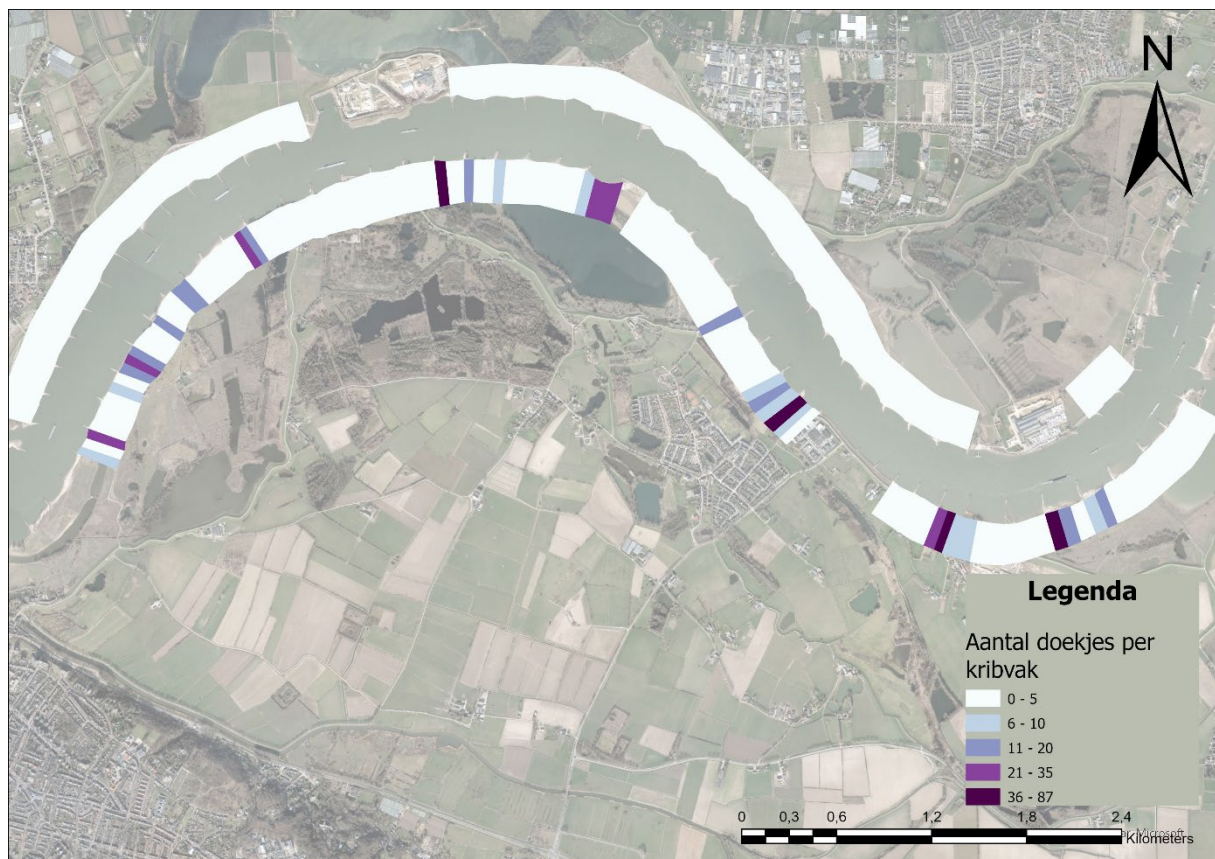 N
Legenda
Aantal doekjes per
kribvak
0 - 5
6 - 10
11 - 20
21 - 35
36 - 87
0 0,3 0,6 1,2 1,8 2,4
Microsoft
Kilometers